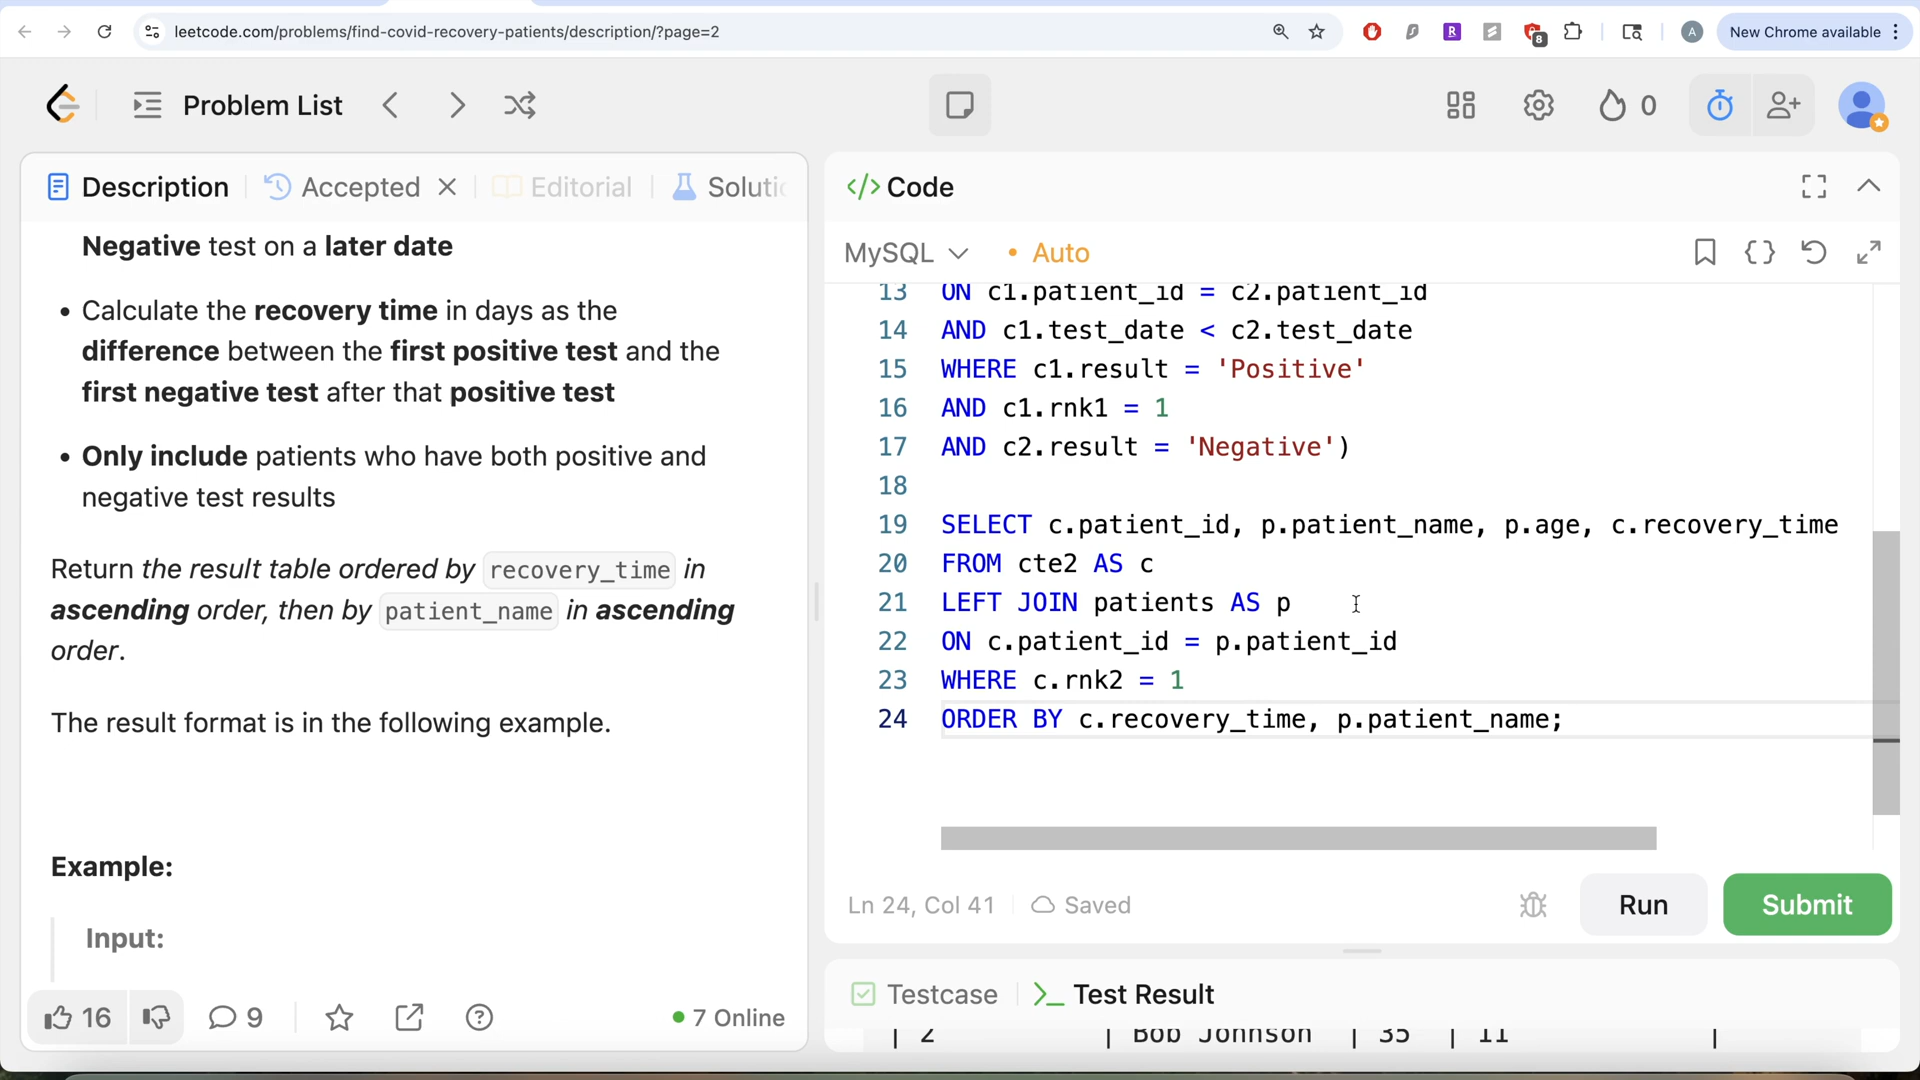 leetcode.com/problems/find-covid-recovery-patients/description/?page=2
8
A
New Chrome available
Problem List
0
Description
Accepted
Editorial
Soluti
Negative test on a later date
• Calculate the recovery time in days as the
difference between the first positive test and the
first negative test after that positive test
• Only include patients who have both positive and
negative test results
Return the result table ordered by recovery_time in
ascending order, then by patient_name in ascending
order.
The result format is in the following example.
Example:
Input:
16
9
7 Online
</> Code
MySQL
• Auto
13 ON c1.patient_id = c2.patient_id
14 AND c1.test_date < c2.test_date
15 WHERE c1.result = 'Positive'
16 AND c1.rnk1 = 1
17 AND c2.result = 'Negative')
18
19 SELECT c.patient_id, p.patient_name, p.age, c.recovery_time
20 FROM cte2 AS c
21 LEFT JOIN patients AS p
22 ON c.patient_id = p.patient_id
23 WHERE c.rnk2 = 1
24 ORDER BY c.recovery_time, p.patient_name;
Ln 24, Col 41
Saved
Run
Submit
Testcase
>_ Test Result
| 2 | Bob Johnson | 35 | 11 |